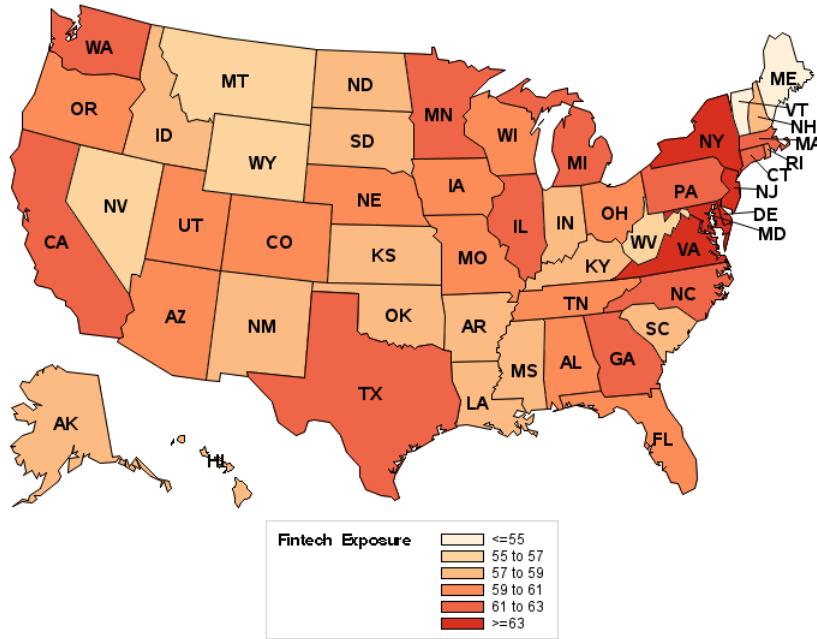 WA
ME
MT
ND
VT
OR
MN
NH
ID
SD
WI
NY
MA
WY
MI
RI
CT
NE
IA
PA
NJ
NV
OH
DE
UT
IL
IN
CA
CO
WV
MD
VA
KS
MO
KY
NC
AZ
TN
OK
NM
AR
SC
GA
MS
AL
TX
LA
AK
FL
HI
Fintech Exposure
<=55
55 to 57
57 to 59
59 to 61
61 to 63
>=63